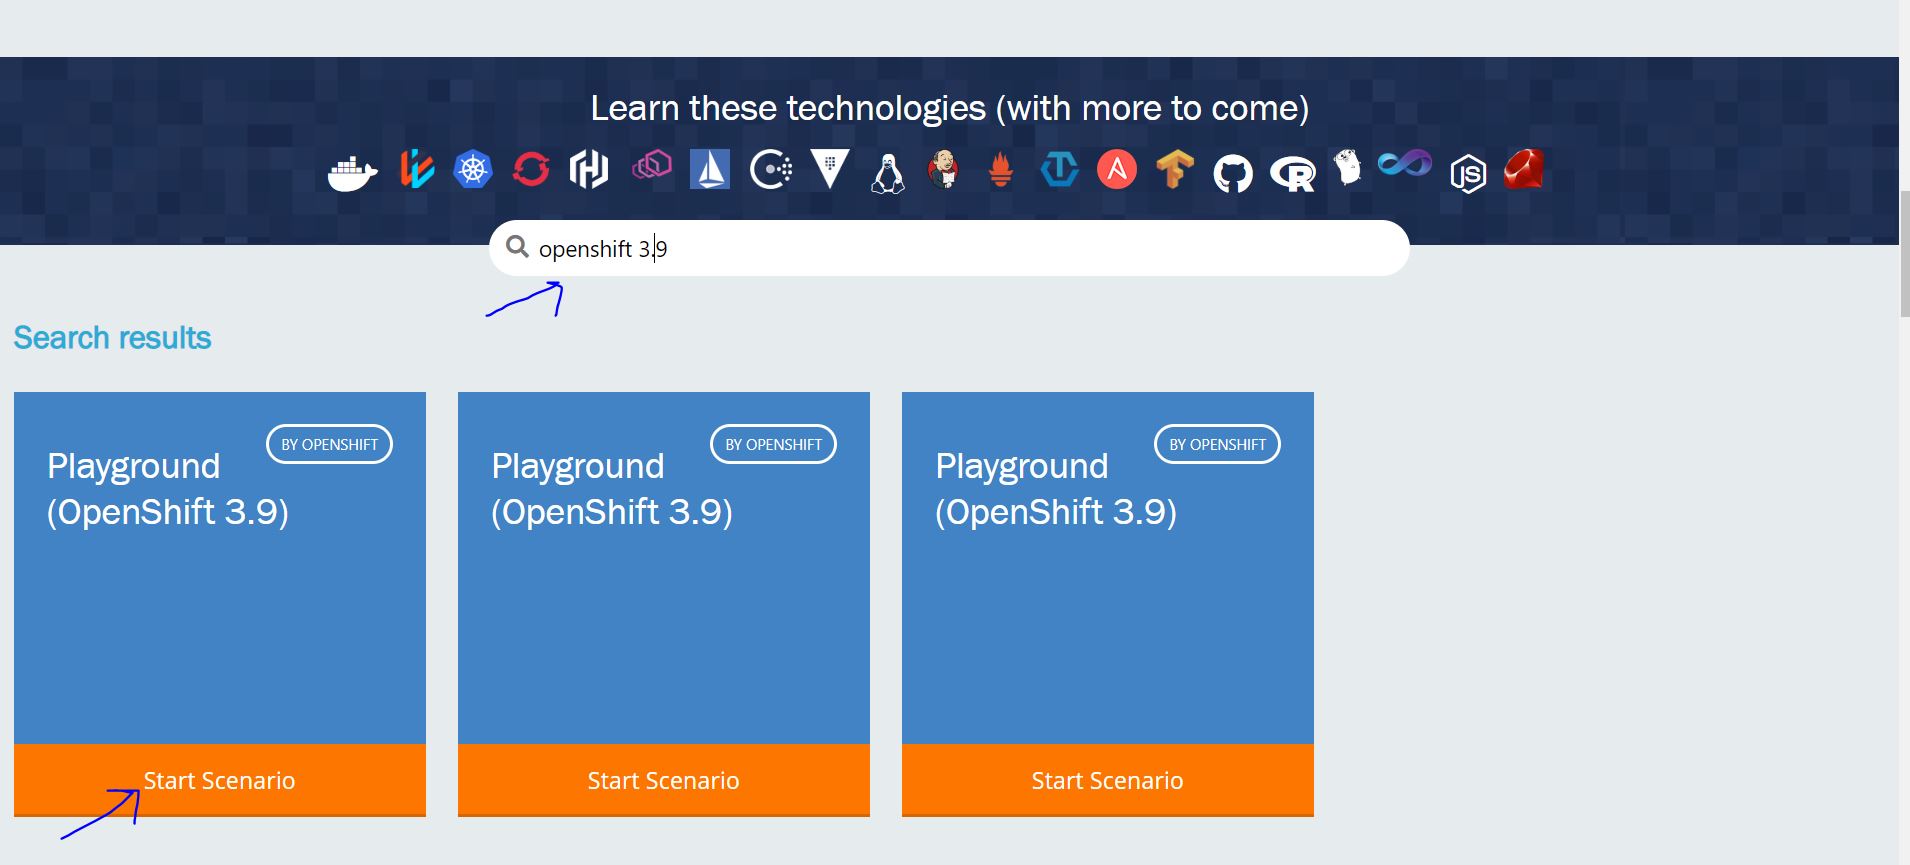 Learn these technologies (with more to come)
JS
openshift 3.9
Search results
BY OPENSHIFT
Playground
(OpenShift 3.9)
Start Scenario
BY OPENSHIFT
Playground
(OpenShift 3.9)
Start Scenario
BY OPENSHIFT
Playground
(OpenShift 3.9)
Start Scenario